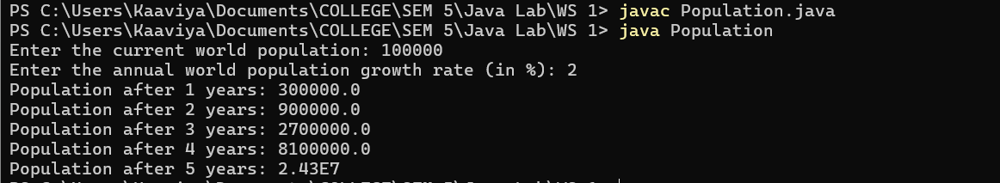 PS C:\Users\Kaaviya\Documents\COLLEGE\SEM 5\Java Lab\WS 1> javac Population.java
PS C:\Users\Kaaviya\Documents\COLLEGE\SEM 5\Java Lab\WS 1> java Population
Enter the current world population: 100000
Enter the annual world population growth rate (in %): 2
Population after 1 years: 300000.0
Population after 2 years: 900000.0
Population after 3 years: 2700000.0
Population after 4 years: 8100000.0
Population after 5 years: 2.43E7